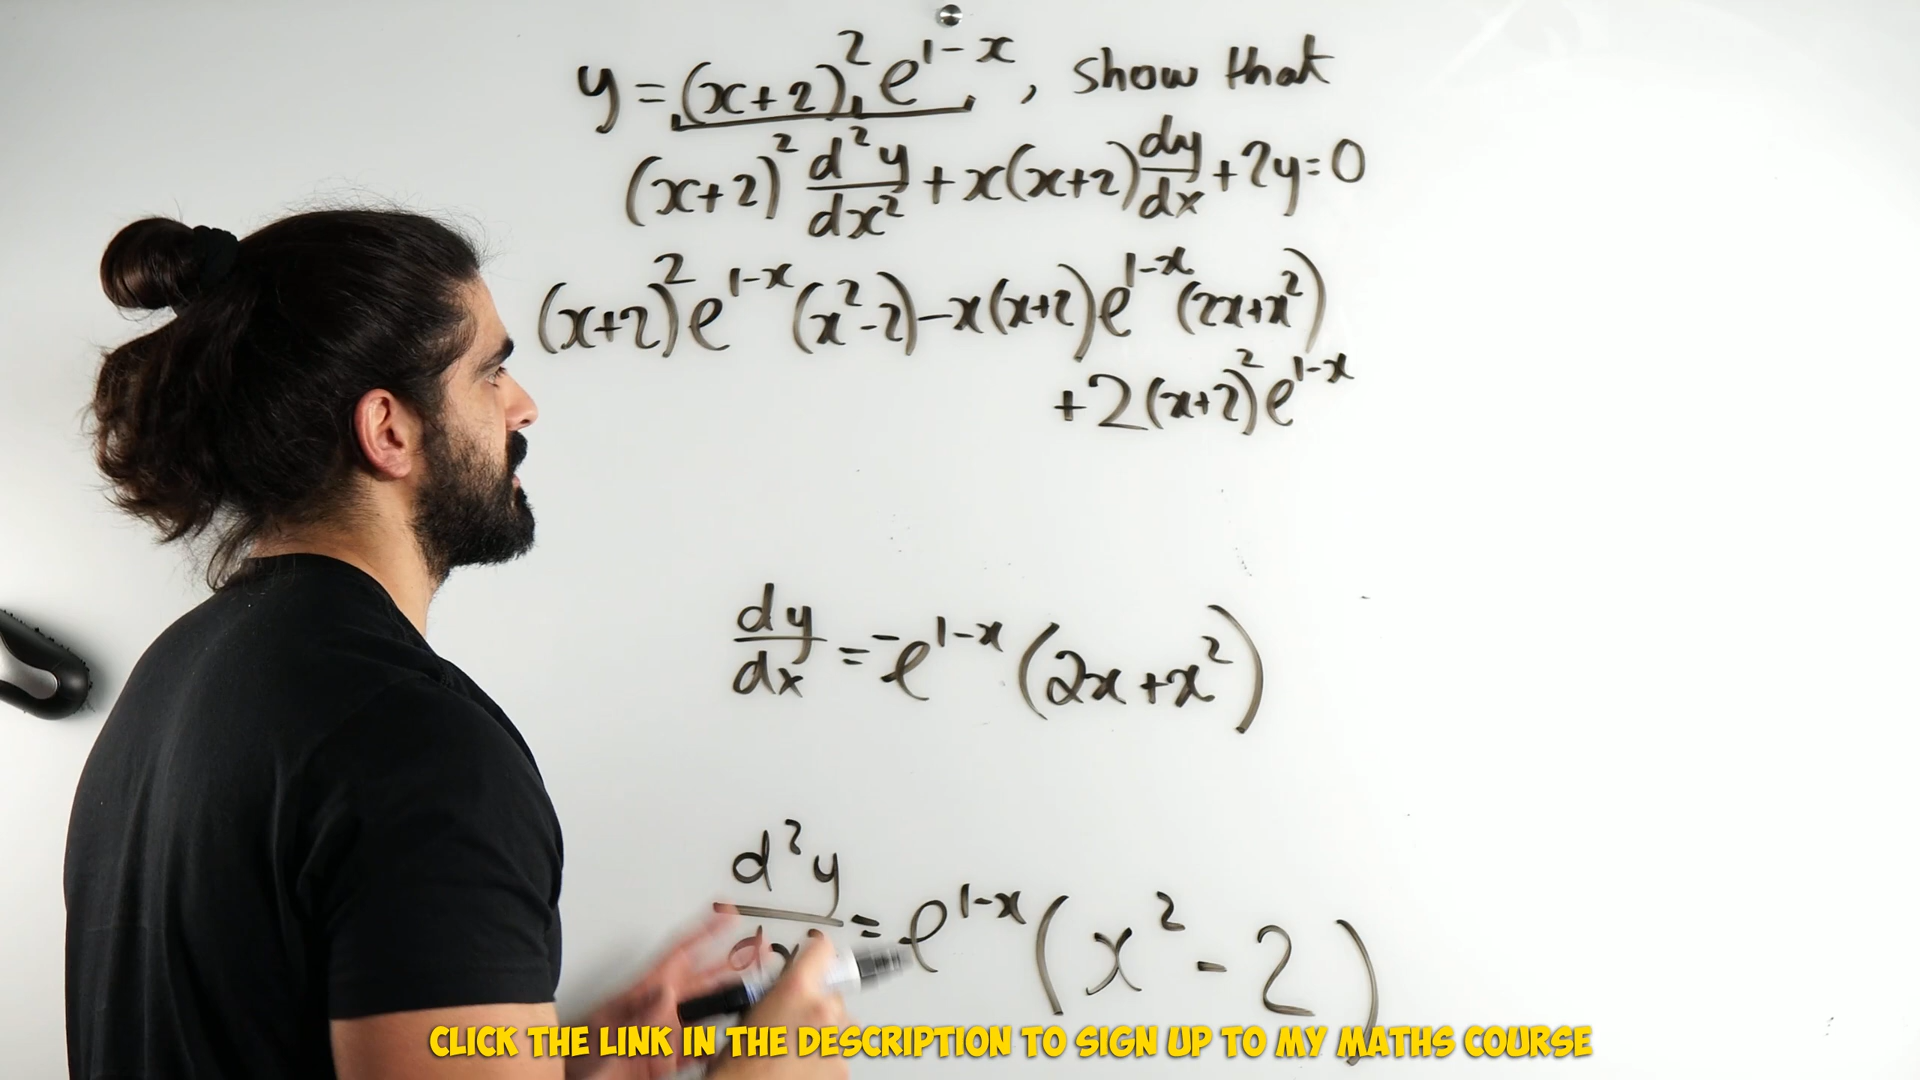 y = (x+2)²e^(1-x), show that
(x+2)² d²y/dx² + x(x+2) dy/dx + 2y = 0
(x+2)²e^(1-x)(x²-2) - x(x+2)e^(1-x)(2x+x²)
+2(x+2)²e^(1-x)
dy/dx = -e^(1-x)(2x+x²)
d²y/dx² = e^(1-x)(x²-2)
CLICK THE LINK IN THE DESCRIPTION TO SIGN UP TO MY MATHS COURSE